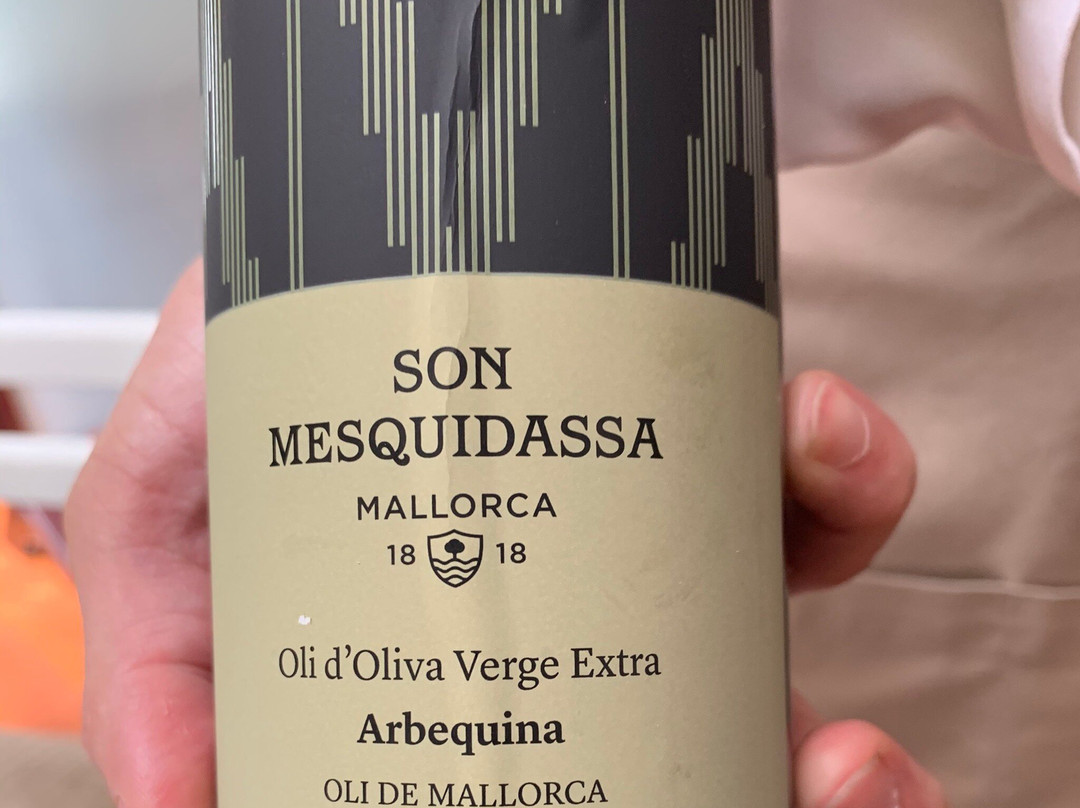 SON
MESQUIDASSA
MALLORCA
18 18
Oli d’Oliva Verge Extra
Arbequina
OLI DE MALLORCA